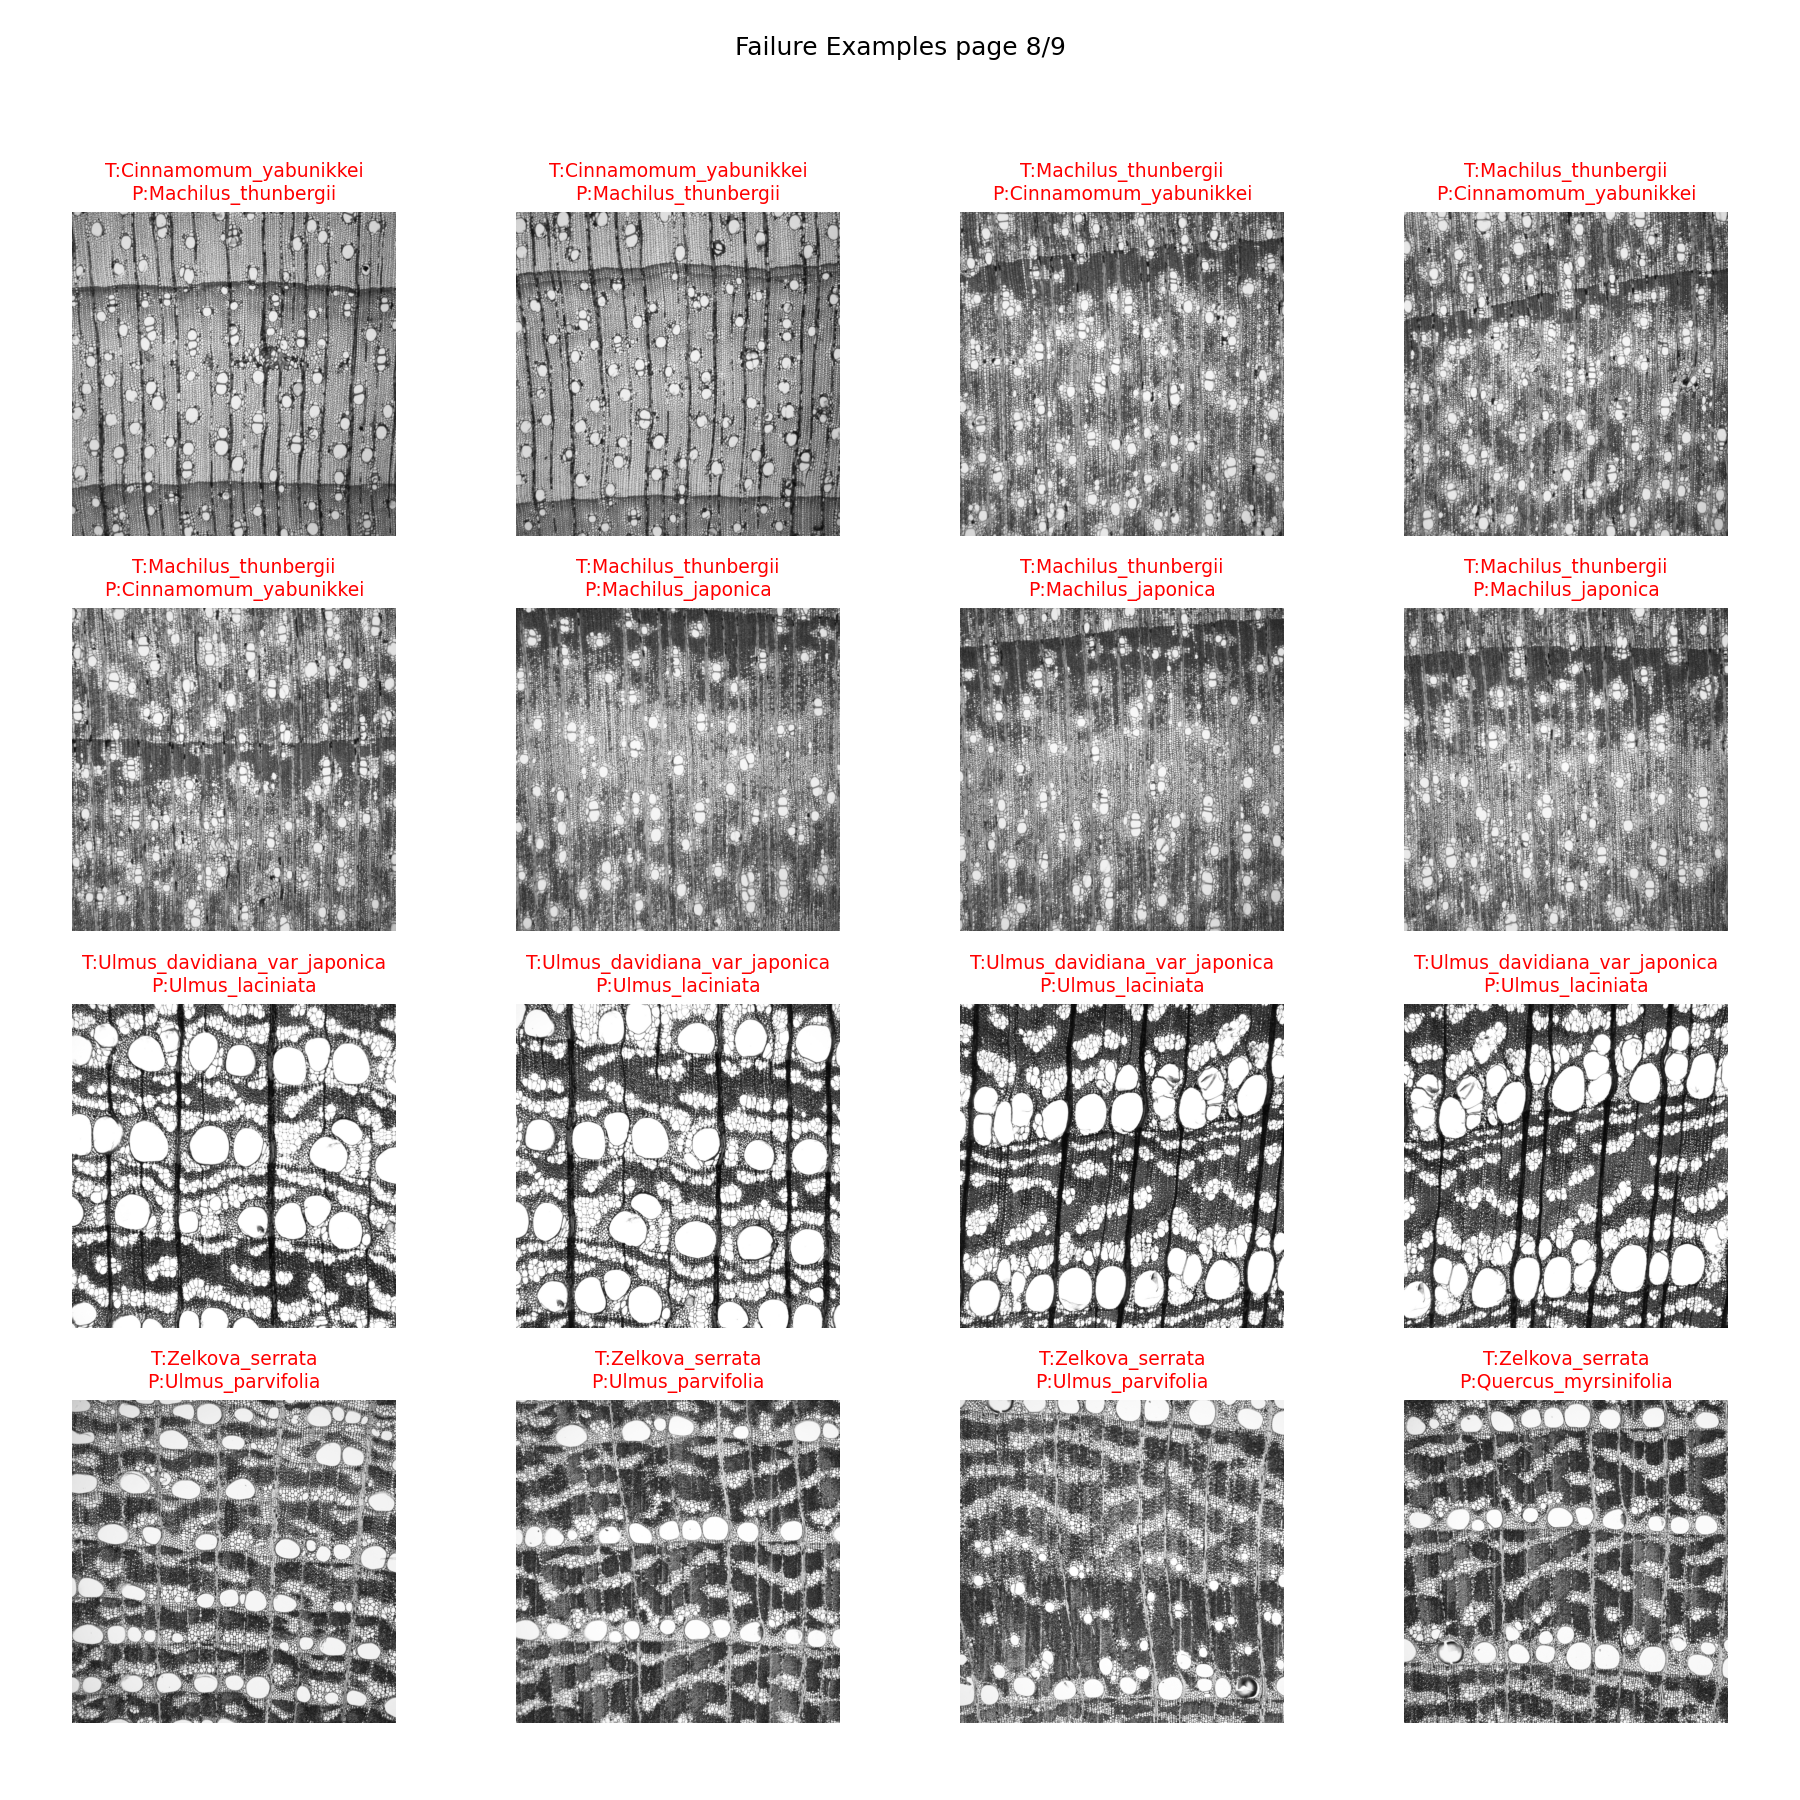 Failure Examples page 8/9
T:Cinnamomum_yabunikkei
P:Machilus_thunbergii
T:Cinnamomum_yabunikkei
P:Machilus_thunbergii
T:Machilus_thunbergii
P:Cinnamomum_yabunikkei
T:Machilus_thunbergii
P:Cinnamomum_yabunikkei
T:Machilus_thunbergii
P:Cinnamomum_yabunikkei
T:Machilus_thunbergii
P:Machilus_japonica
T:Machilus_thunbergii
P:Machilus_japonica
T:Machilus_thunbergii
P:Machilus_japonica
T:Ulmus_davidiana_var_japonica
P:Ulmus_laciniata
T:Ulmus_davidiana_var_japonica
P:Ulmus_laciniata
T:Ulmus_davidiana_var_japonica
P:Ulmus_laciniata
T:Ulmus_davidiana_var_japonica
P:Ulmus_laciniata
T:Zelkova_serrata
P:Ulmus_parvifolia
T:Zelkova_serrata
P:Ulmus_parvifolia
T:Zelkova_serrata
P:Ulmus_parvifolia
T:Zelkova_serrata
P:Quercus_myrsinifolia